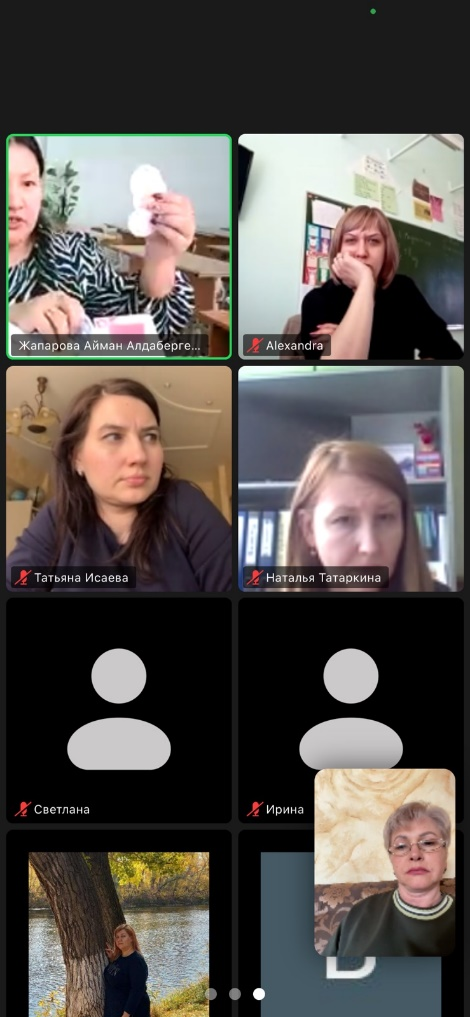 Жапарова Айман Алдаберге...
Alexandra
Татьяна Исаева
Наталья Татаркина
Светлана
Ирина